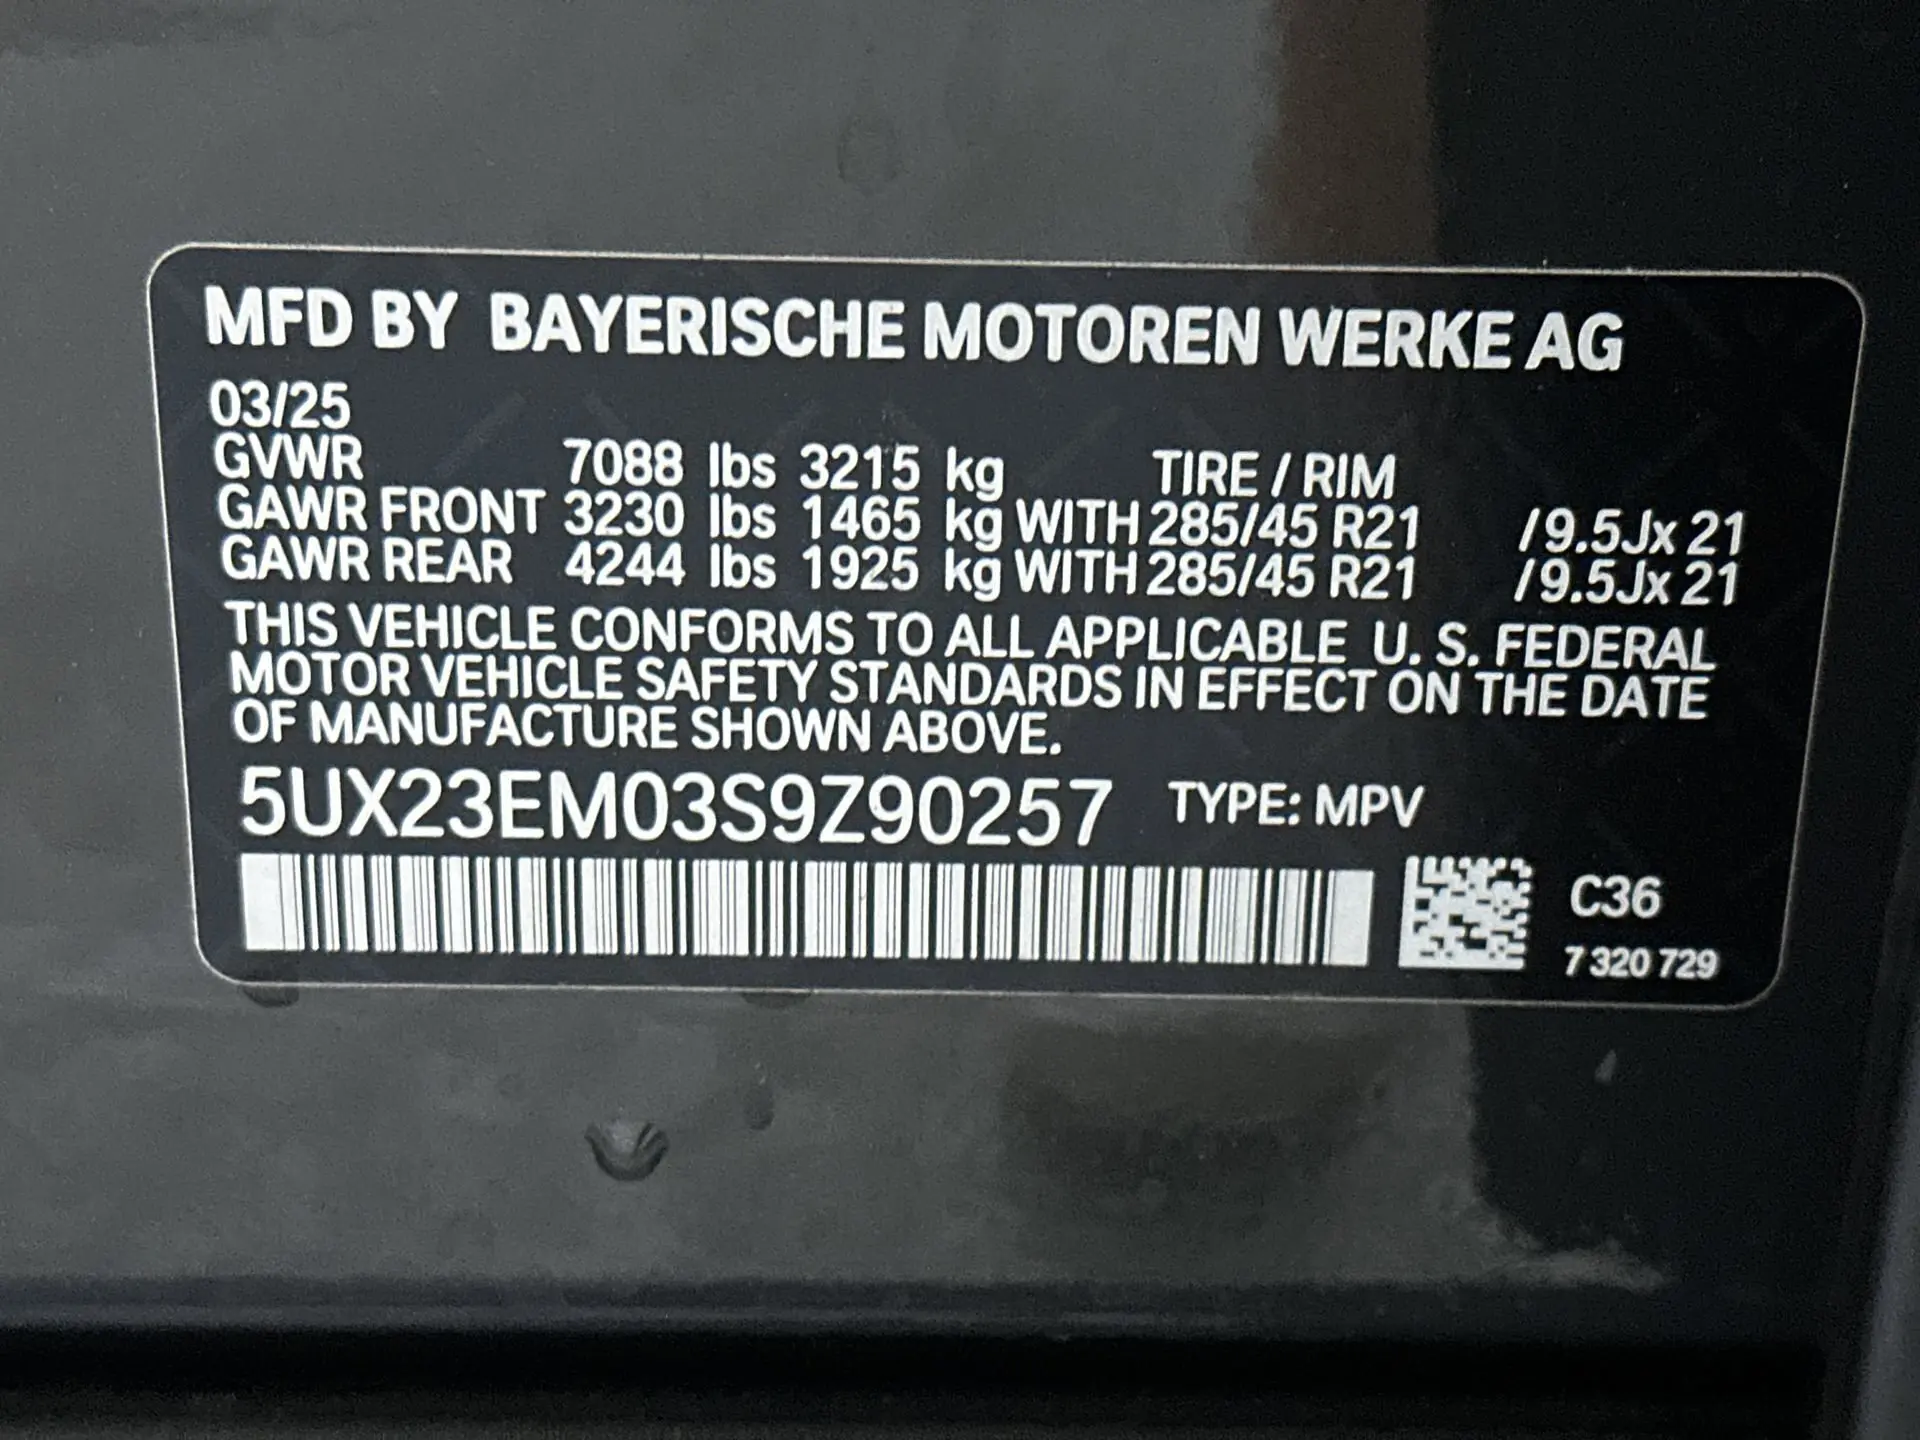 MFD BY BAYERISCHE MOTOREN WERKE AG
03/25
GVWR 7088 lbs 3215 kg TIRE / RIM
GAWR FRONT 3230 lbs 1465 kg WITH 285/45 R21 /9.5Jx 21
GAWR REAR 4244 lbs 1925 kg WITH 285/45 R21 /9.5Jx 21
THIS VEHICLE CONFORMS TO ALL APPLICABLE U. S. FEDERAL
MOTOR VEHICLE SAFETY STANDARDS IN EFFECT ON THE DATE
OF MANUFACTURE SHOWN ABOVE.
5UX23EM03S9Z90257 TYPE: MPV
C36
7 320 729